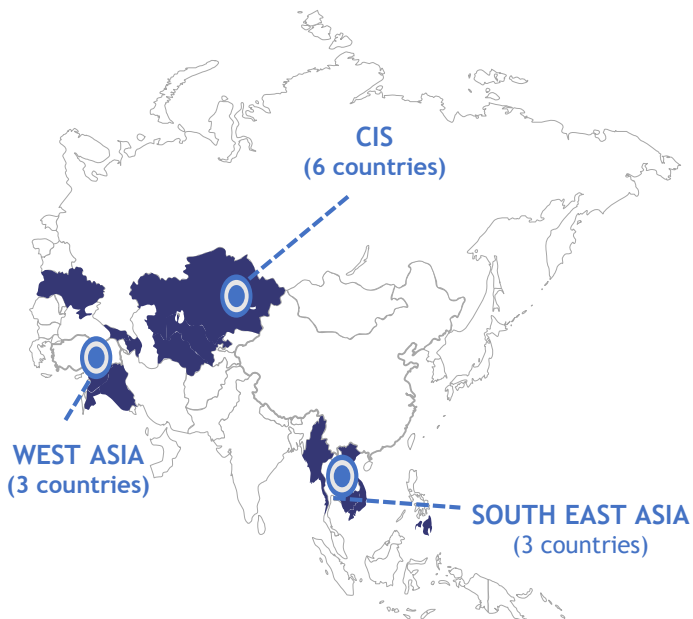 CIS
(6 countries)
WEST ASIA
(3 countries)
SOUTH EAST ASIA
(3 countries)